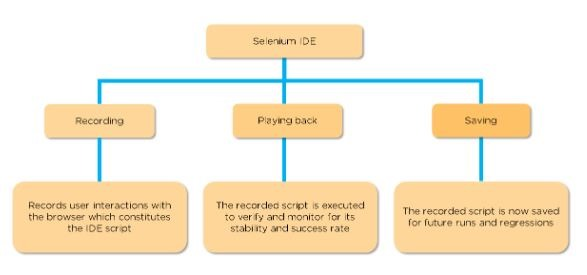 Selenium IDE
Recording
Playing back
Saving
Records user interactions with
the browser which constitutes
the IDE script
The recorded script is executed
to verify and monitor for its
stability and success rate
The recorded script is now saved
for future runs and regressions